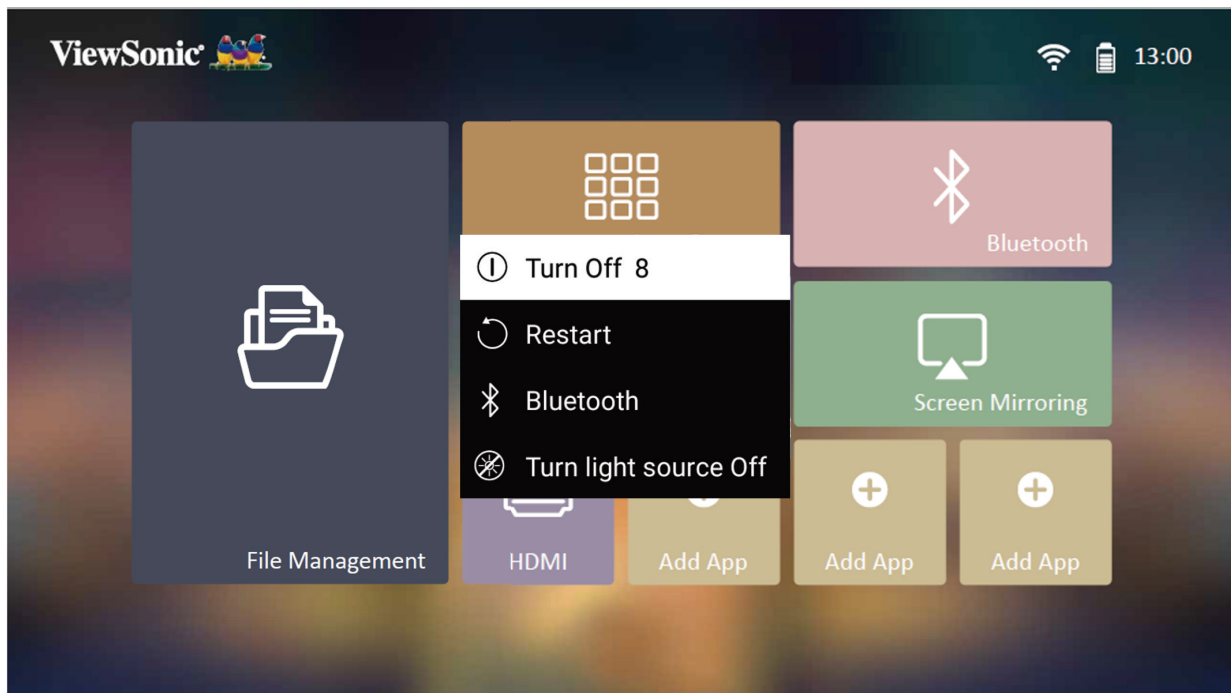 ViewSonic
13:00
Bluetooth
Turn Off 8
Restart
Bluetooth
Turn light source Off
Screen Mirroring
File Management
HDMI
Add App
Add App
Add App